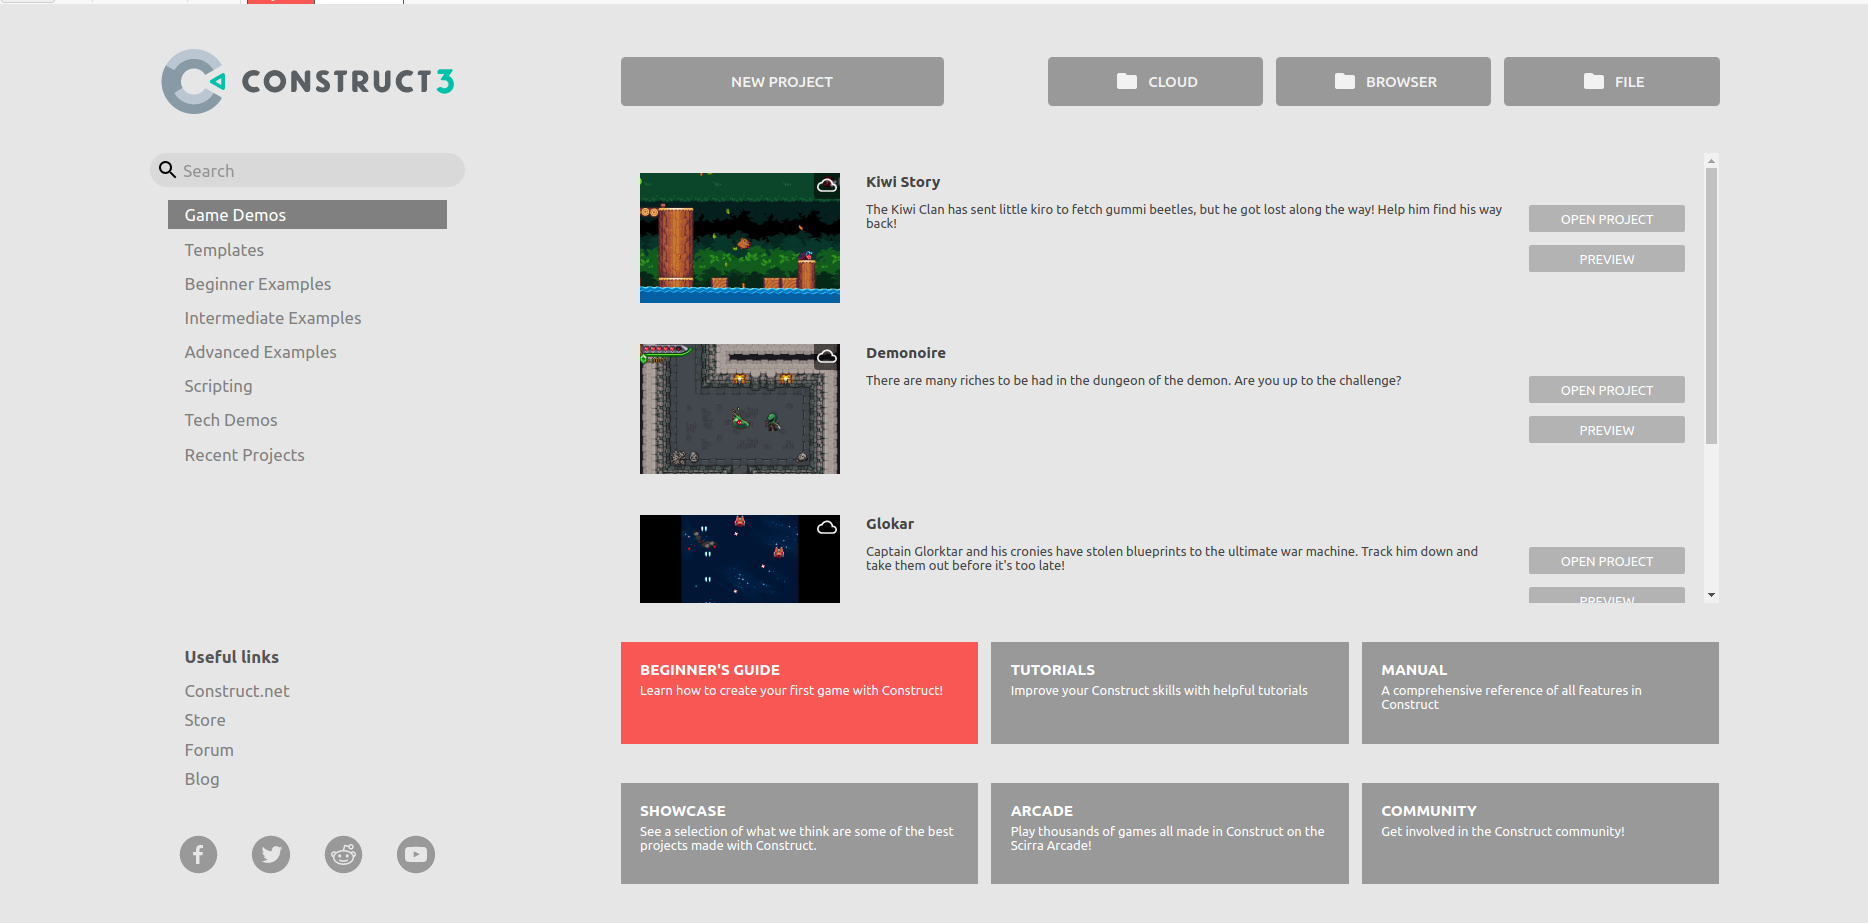 CONSTRUCT3
NEW PROJECT
CLOUD
BROWSER
FILE
Search
Game Demos
Templates
Beginner Examples
Intermediate Examples
Advanced Examples
Scripting
Tech Demos
Recent Projects
Kiwi Story
The Kiwi Clan has sent little kiro to fetch gummi beetles, but he got lost along the way! Help him find his way
back!
OPEN PROJECT
PREVIEW
Demonoire
There are many riches to be had in the dungeon of the demon. Are you up to the challenge?
OPEN PROJECT
PREVIEW
Glokar
Captain Glorktar and his cronies have stolen blueprints to the ultimate war machine. Track him down and
take them out before it's too late!
OPEN PROJECT
PREVIEW
Useful links
Construct.net
Store
Forum
Blog
BEGINNER'S GUIDE
Learn how to create your first game with Construct!
TUTORIALS
Improve your Construct skills with helpful tutorials
MANUAL
A comprehensive reference of all features in
Construct
SHOWCASE
See a selection of what we think are some of the best
projects made with Construct.
ARCADE
Play thousands of games all made in Construct on the
Scirra Arcade!
COMMUNITY
Get involved in the Construct community!